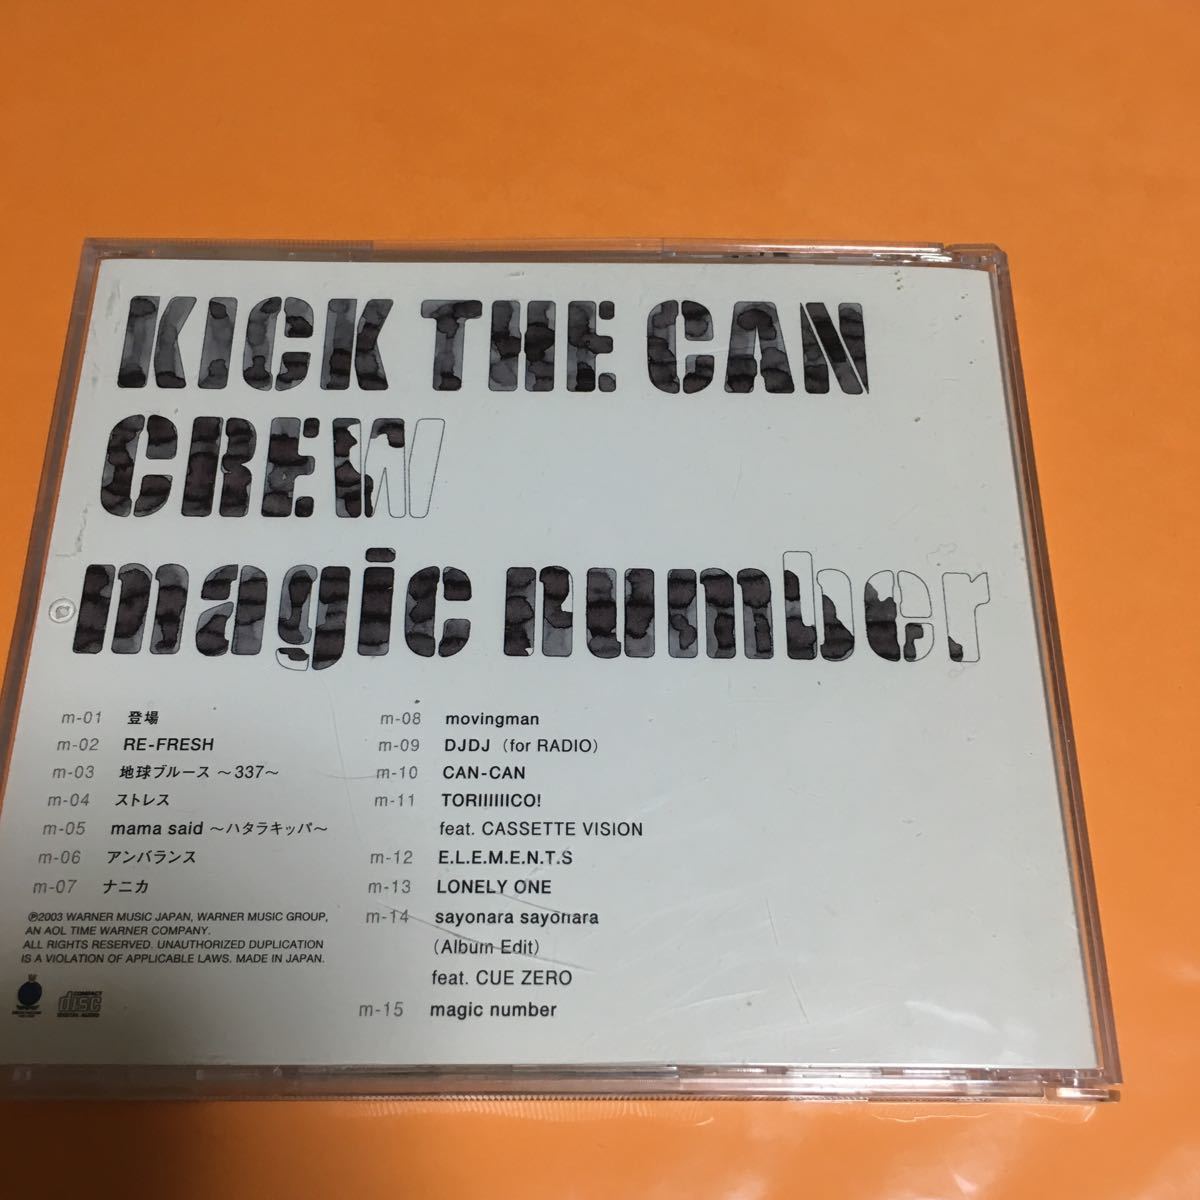 KICK THE CAN
CREW
magic number
m-01 登場
m-02 RE-FRESH
m-03 地球ブルース ～337～
m-04 ストレス
m-05 mama said ～ハタラキッパ～
m-06 アンバランス
m-07 ナニカ
m-08 movingman
m-09 DJDJ (for RADIO)
m-10 CAN-CAN
m-11 TORIIIIIICO!
feat. CASSETTE VISION
m-12 E.L.E.M.E.N.T.S
m-13 LONELY ONE
m-14 sayonara sayonara
(Album Edit)
feat. CUE ZERO
m-15 magic number
℗2003 WARNER MUSIC JAPAN, WARNER MUSIC GROUP,
AN AOL TIME WARNER COMPANY.
ALL RIGHTS RESERVED. UNAUTHORIZED DUPLICATION
IS A VIOLATION OF APPLICABLE LAWS. MADE IN JAPAN.
COMPACT
disc
DIGITAL AUDIO